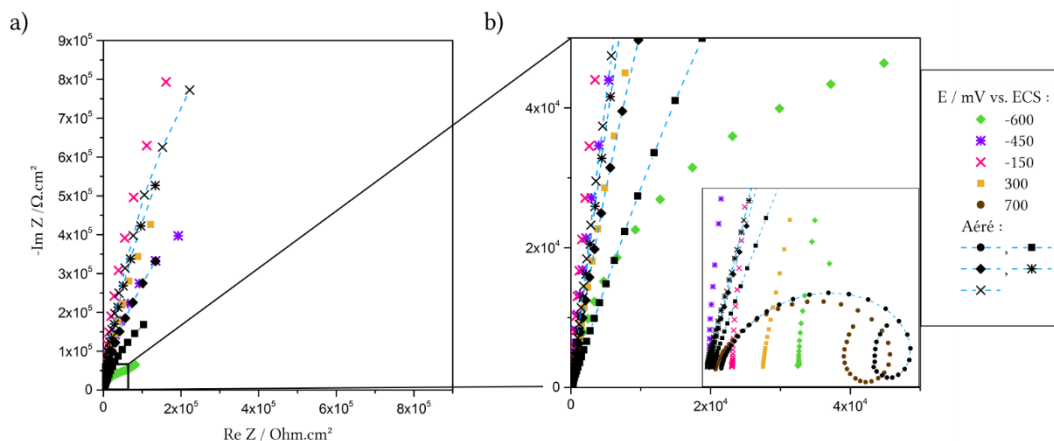 a)
b)
9x10⁵
8x10⁵
7x10⁵
6x10⁵
5x10⁵
4x10⁵
3x10⁵
2x10⁵
1x10⁵
0
-Im Z /Ω.cm²
0 2x10⁵ 4x10⁵ 6x10⁵ 8x10⁵
Re Z / Ohm.cm²
4x10⁴
2x10⁴
0
0 2x10⁴ 4x10⁴
E / mV vs. ECS :
-600
-450
-150
300
700
Aéré :
, 
,